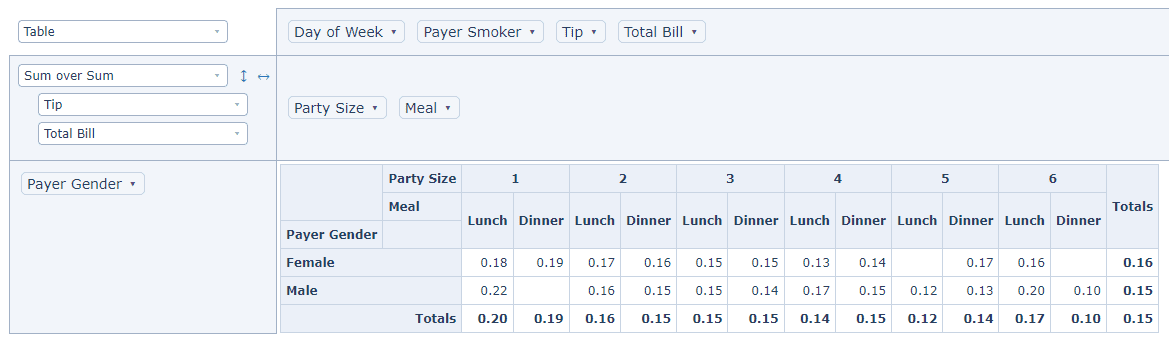 Table
Day of Week ▾ Payer Smoker ▾ Tip ▾ Total Bill ▾
Sum over Sum ↕ ↔
Tip
Total Bill
Party Size ▾ Meal ▾
Payer Gender ▾
Party Size 1 2 3 4 5 6 Totals
Meal Lunch Dinner Lunch Dinner Lunch Dinner Lunch Dinner Lunch Dinner Lunch Dinner
Payer Gender
Female 0.18 0.19 0.17 0.16 0.15 0.15 0.13 0.14 0.17 0.16 0.16
Male 0.22 0.16 0.15 0.15 0.14 0.17 0.15 0.12 0.13 0.20 0.10 0.15
Totals 0.20 0.19 0.16 0.15 0.15 0.15 0.14 0.15 0.12 0.14 0.17 0.10 0.15